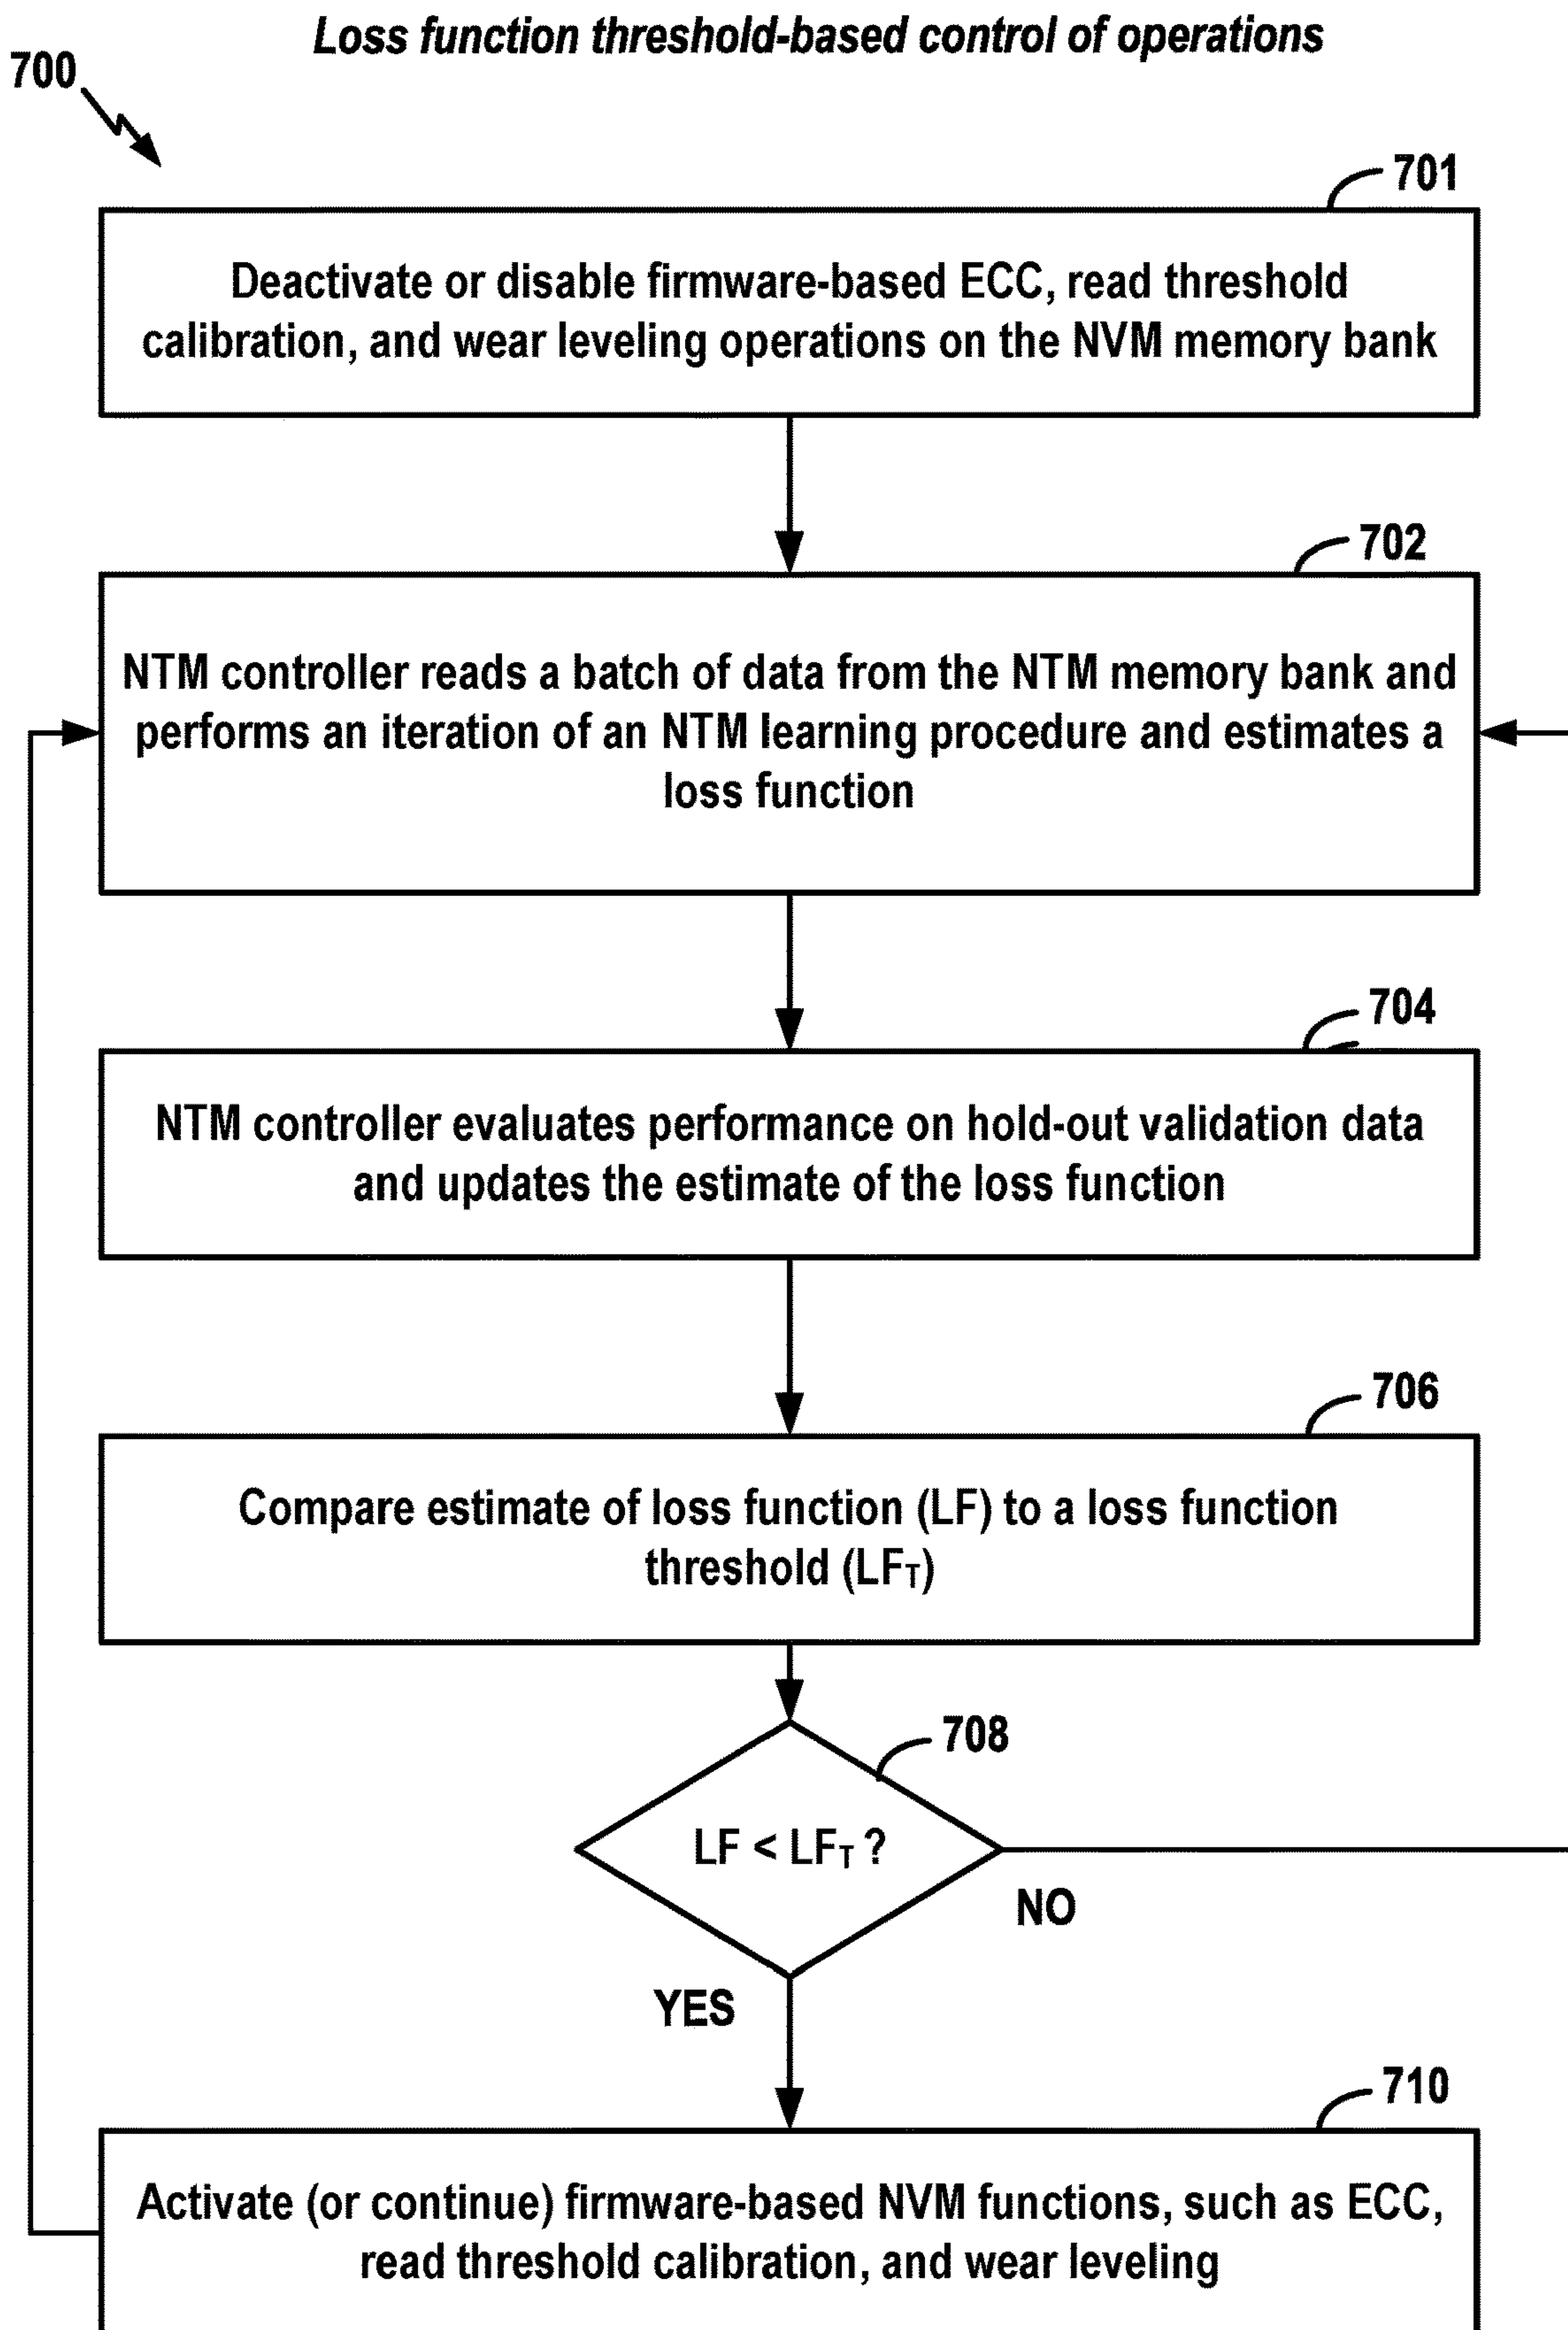 Loss function threshold-based control of operations
700
701
Deactivate or disable firmware-based ECC, read threshold
calibration, and wear leveling operations on the NVM memory bank
702
NTM controller reads a batch of data from the NTM memory bank and
performs an iteration of an NTM learning procedure and estimates a
loss function
704
NTM controller evaluates performance on hold-out validation data
and updates the estimate of the loss function
706
Compare estimate of loss function (LF) to a loss function
threshold (LFT)
708
LF < LFT ?
NO
YES
710
Activate (or continue) firmware-based NVM functions, such as ECC,
read threshold calibration, and wear leveling